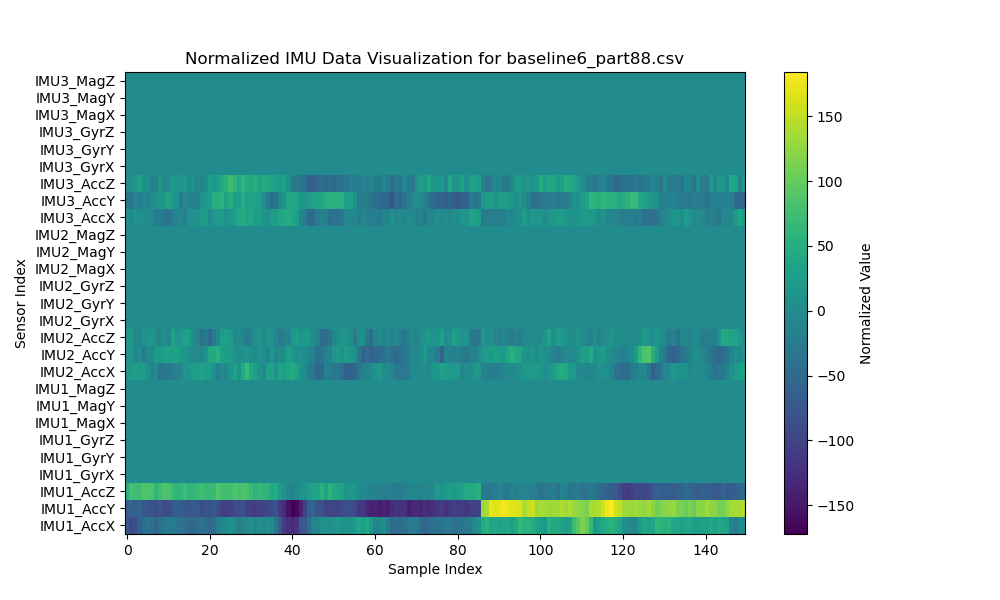 Normalized IMU Data Visualization for baseline6_part88.csv
Sensor Index
IMU3_MagZ
IMU3_MagY
IMU3_MagX
IMU3_GyrZ
IMU3_GyrY
IMU3_GyrX
IMU3_AccZ
IMU3_AccY
IMU3_AccX
IMU2_MagZ
IMU2_MagY
IMU2_MagX
IMU2_GyrZ
IMU2_GyrY
IMU2_GyrX
IMU2_AccZ
IMU2_AccY
IMU2_AccX
IMU1_MagZ
IMU1_MagY
IMU1_MagX
IMU1_GyrZ
IMU1_GyrY
IMU1_GyrX
IMU1_AccZ
IMU1_AccY
IMU1_AccX
0 20 40 60 80 100 120 140
Sample Index
150
100
50
0
−50
−100
−150
Normalized Value